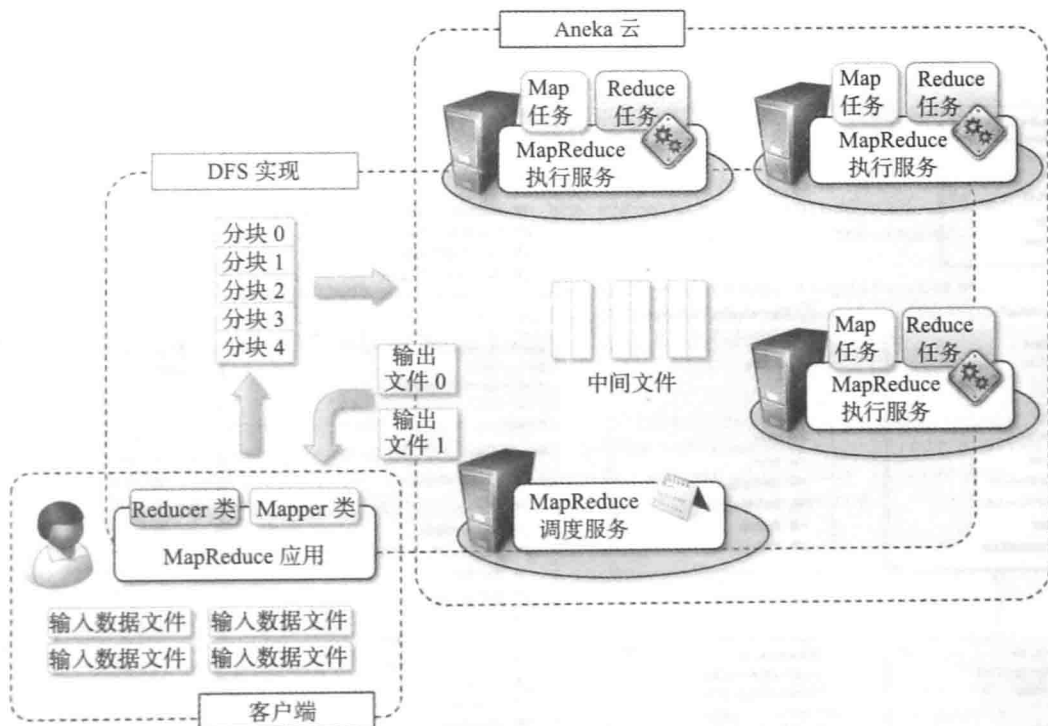 Aneka 云
Map
任务
Reduce
任务
MapReduce
执行服务
Map
任务
Reduce
任务
MapReduce
执行服务
DFS 实现
分块 0
分块 1
分块 2
分块 3
分块 4
输出
文件 0
输出
文件 1
中间文件
Map
任务
Reduce
任务
MapReduce
执行服务
MapReduce
调度服务
Reducer 类
Mapper 类
MapReduce 应用
输入数据文件
输入数据文件
输入数据文件
输入数据文件
客户端